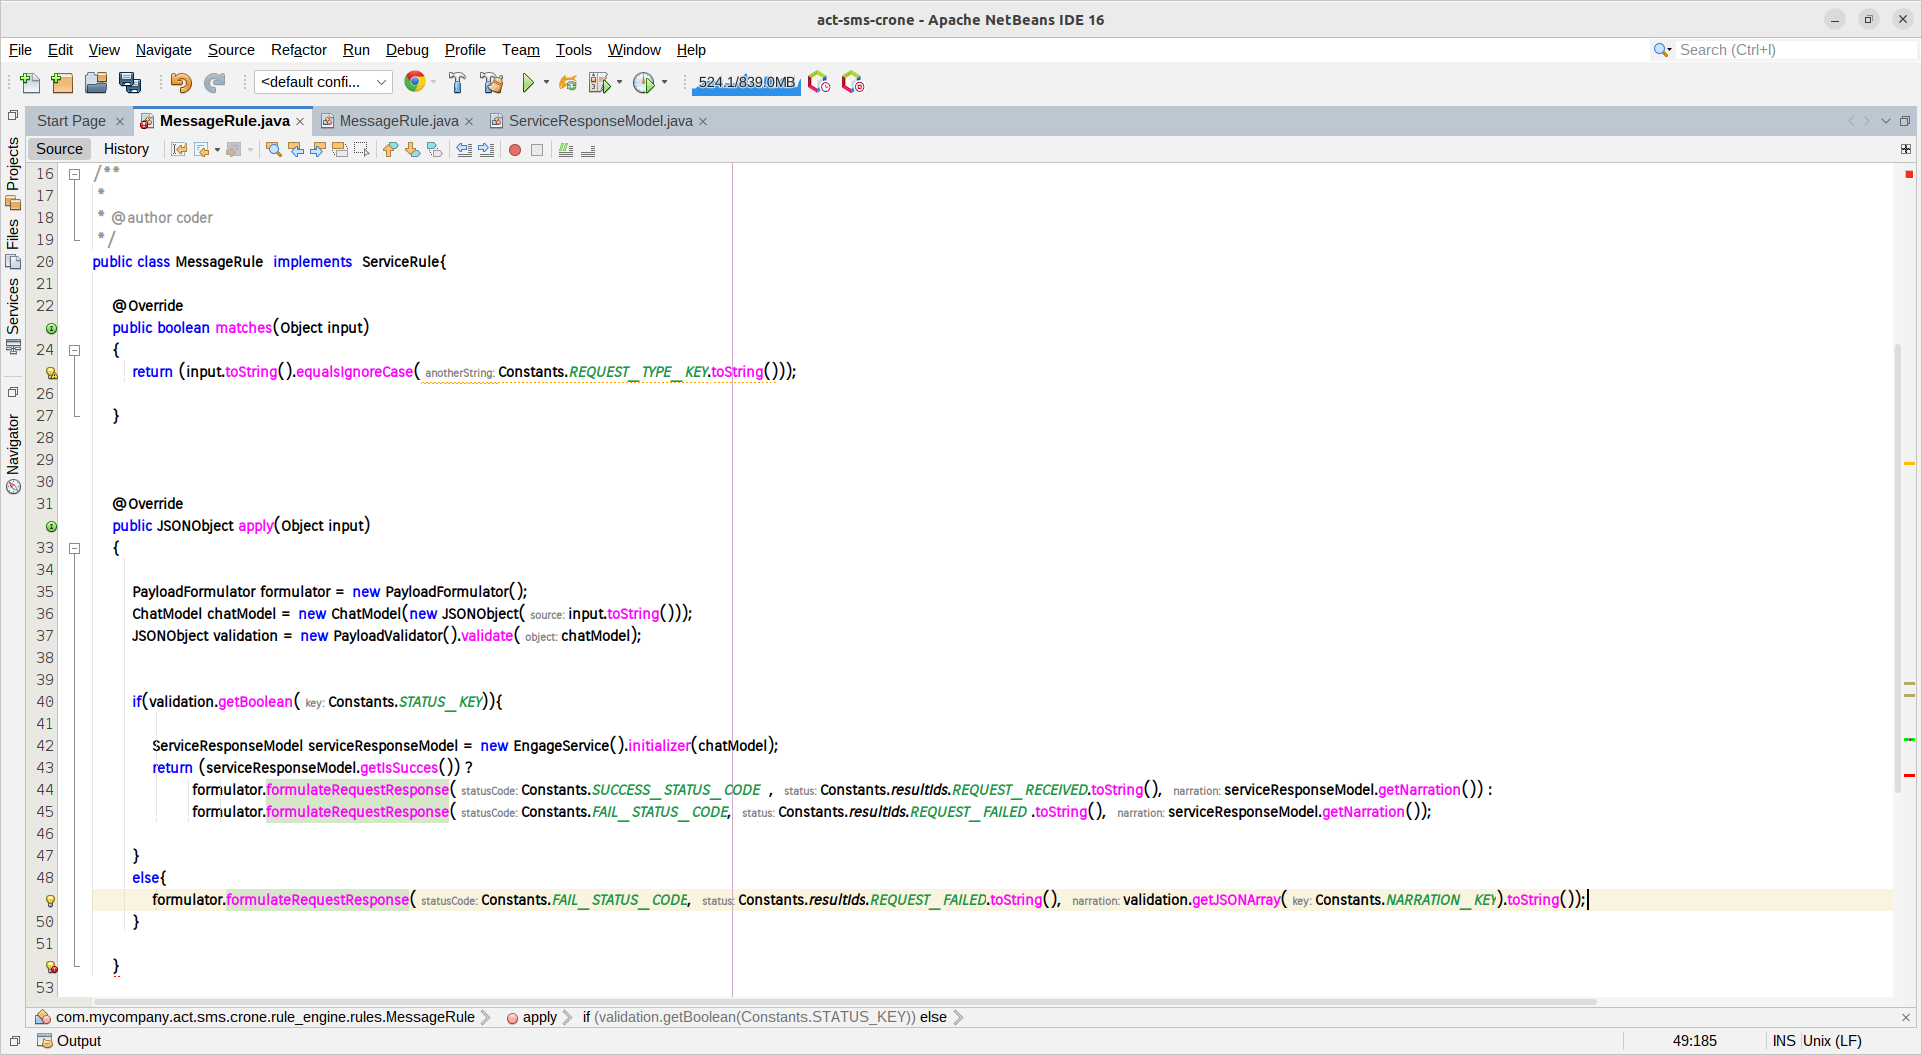 act-sms-crone - Apache NetBeans IDE 16
File Edit View Navigate Source Refactor Run Debug Profile Team Tools Window Help
Search (Ctrl+I)
<default confi...
524.1/839.0MB
Start Page
MessageRule.java
MessageRule.java
ServiceResponseModel.java
Source History
Projects
Files
Services
Navigator
16 /**
17 *
18 * @author coder
19 */
20 public class MessageRule implements ServiceRule{
21
22 @Override
public boolean matches(Object input)
24 {
return (input.toString().equalsIgnoreCase( anotherString: Constants.REQUEST_TYPE_KEY.toString()));
26
27 }
28
29
30
31 @Override
public JSONObject apply(Object input)
33 {
34
35 PayloadFormulator formulator = new PayloadFormulator();
36 ChatModel chatModel = new ChatModel(new JSONObject( source: input.toString()));
37 JSONObject validation = new PayloadValidator().validate( object: chatModel);
38
39
40 if(validation.getBoolean( key: Constants.STATUS_KEY)){
41
42 ServiceResponseModel serviceResponseModel = new EngageService().initializer(chatModel);
43 return (serviceResponseModel.getIsSucces()) ?
44 formulator.formulateRequestResponse( statusCode: Constants.SUCCESS_STATUS_CODE , status: Constants.resultIds.REQUEST_RECEIVED.toString(), narration: serviceResponseModel.getNarration()) :
45 formulator.formulateRequestResponse( statusCode: Constants.FAIL_STATUS_CODE, status: Constants.resultIds.REQUEST_FAILED .toString(), narration: serviceResponseModel.getNarration());
46
47 }
48 else{
formulator.formulateRequestResponse( statusCode: Constants.FAIL_STATUS_CODE, status: Constants.resultIds.REQUEST_FAILED.toString(), narration: validation.getJSONArray( key: Constants.NARRATION_KEY).toString());
50 }
51
}
53
com.mycompany.act.sms.crone.rule_engine.rules.MessageRule apply if (validation.getBoolean(Constants.STATUS_KEY)) else
Output
49:185 INS Unix (LF)